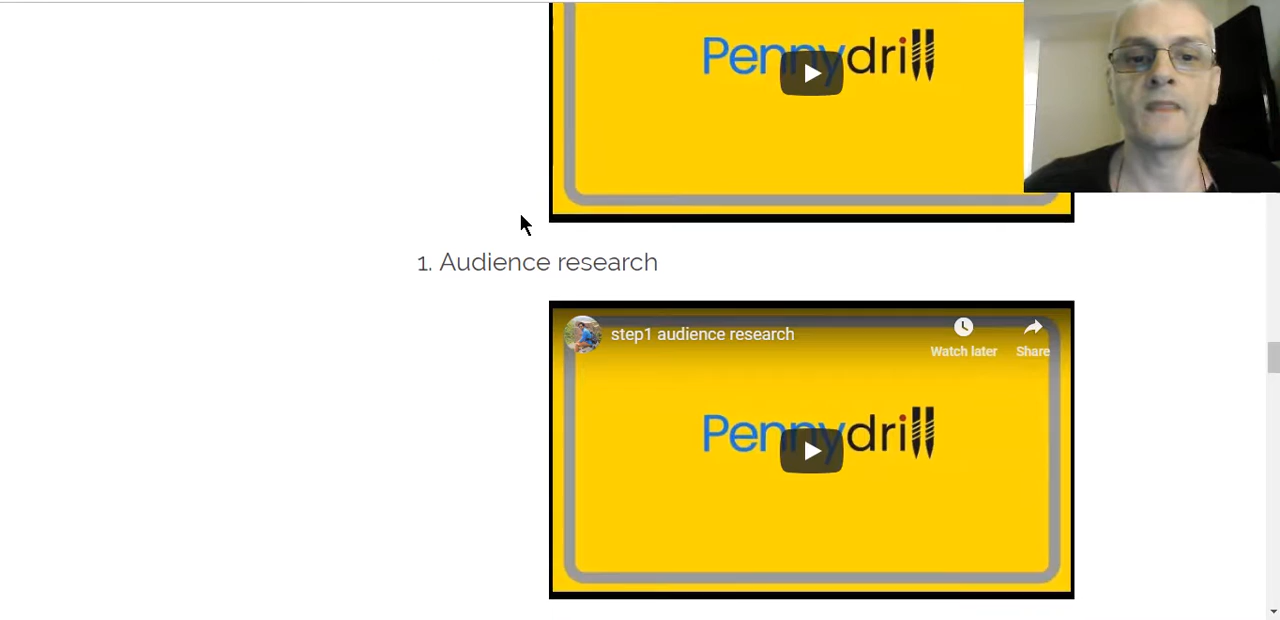 Pennydrill
1. Audience research
step1 audience research
Watch later
Share
Pennydrill